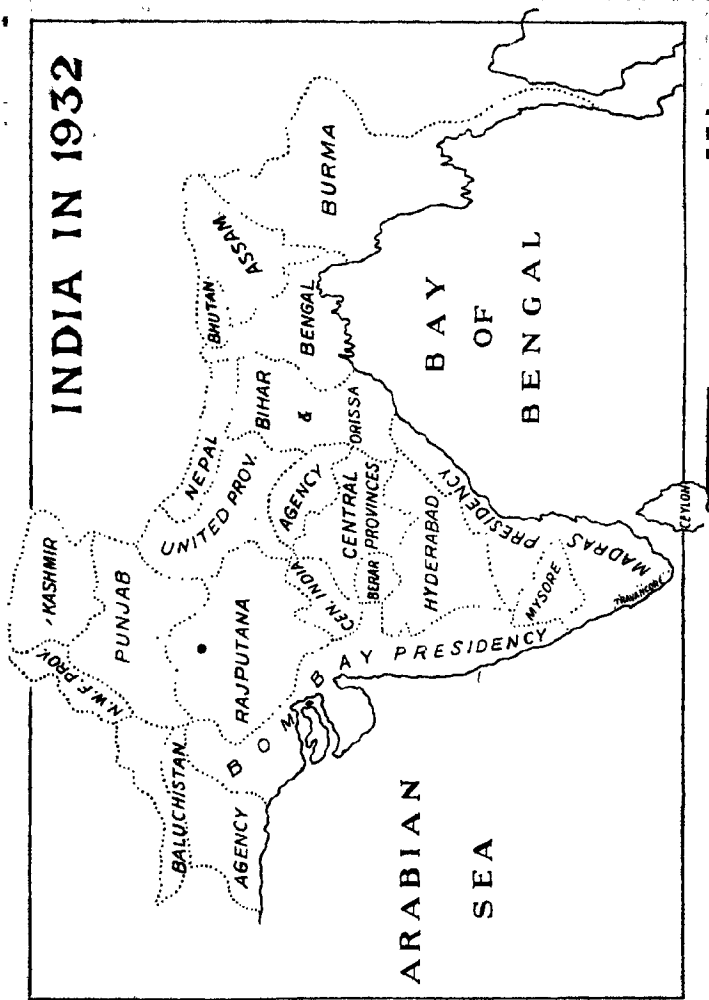 INDIA IN 1932
KASHMIR
N.W.F. PROV.
PUNJAB
BALUCHISTAN
AGENCY
RAJPUTANA
UNITED PROV.
NEPAL
BHUTAN
ASSAM
BURMA
BENGAL
BIHAR
&
ORISSA
CEN. INDIA
AGENCY
CENTRAL
PROVINCES
BERAR
HYDERABAD
BOMBAY PRESIDENCY
MADRAS PRESIDENCY
MYSORE
TRAVANCORE
CEYLON
ARABIAN
SEA
BAY
OF
BENGAL